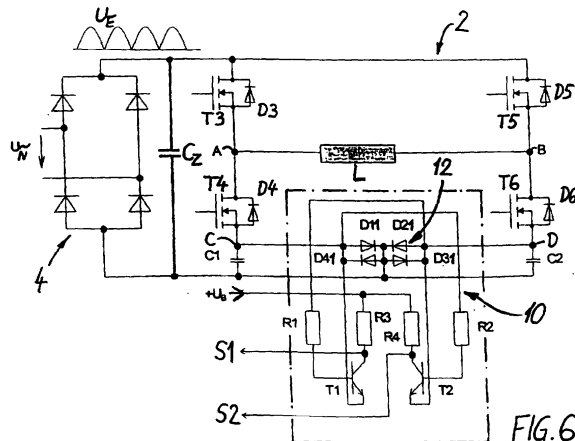 U_E
2
T3
D3
T5
D5
U_N~
C_Z
A
L
B
T4
D4
T6
D6
4
C
C1
D11
D21
12
D
D41
D31
C2
+U_B
R1
R3
R4
R2
10
S1
T1
T2
S2
FIG.6